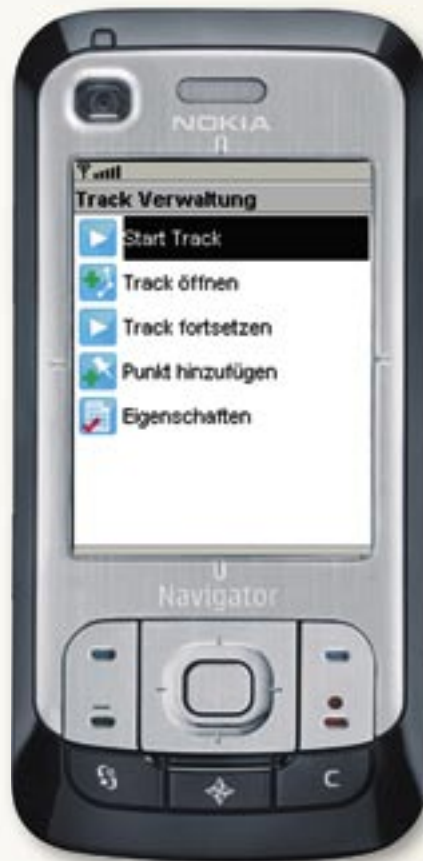 NOKIA
Track Verwaltung
Start Track
Track öffnen
Track fortsetzen
Punkt hinzufügen
Eigenschaften
Navigator
C